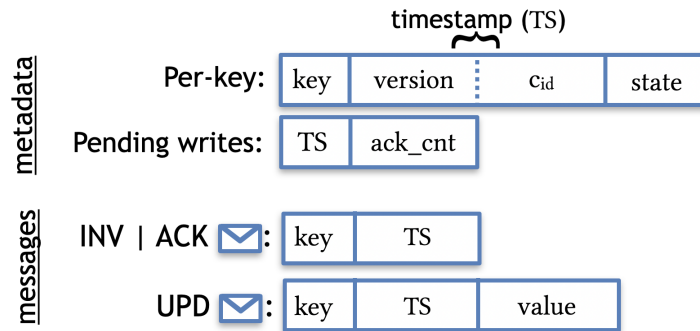 timestamp (TS)
metadata
Per-key: key version cid state
Pending writes: TS ack_cnt
messages
INV | ACK : key TS
UPD : key TS value